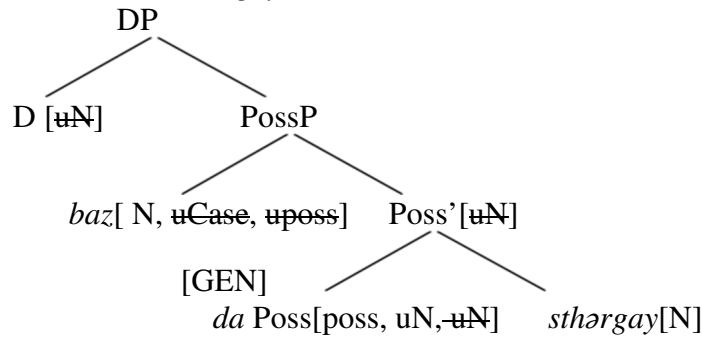 DP
D [uN] PossP
baz[ N, uCase, uposs] Poss’[uN]
[GEN]
da Poss[poss, uN, uN] sthərgay[N]